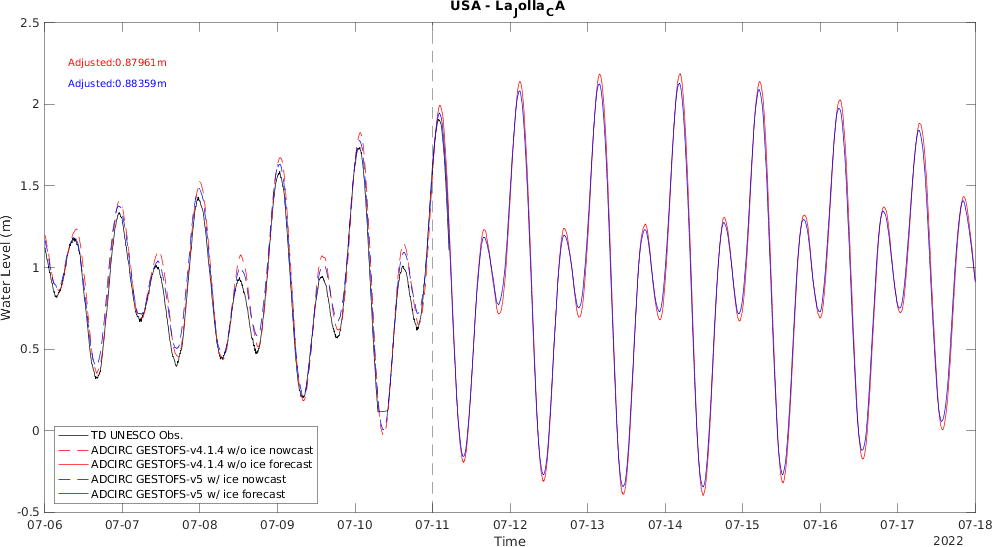 USA - LaJollaCA
Adjusted:0.87961m
Adjusted:0.88359m
Water Level (m)
2.5
2
1.5
1
0.5
0
-0.5
TD UNESCO Obs.
ADCIRC GESTOFS-v4.1.4 w/o ice nowcast
ADCIRC GESTOFS-v4.1.4 w/o ice forecast
ADCIRC GESTOFS-v5 w/ ice nowcast
ADCIRC GESTOFS-v5 w/ ice forecast
07-06 07-07 07-08 07-09 07-10 07-11 07-12 07-13 07-14 07-15 07-16 07-17 07-18
Time
2022